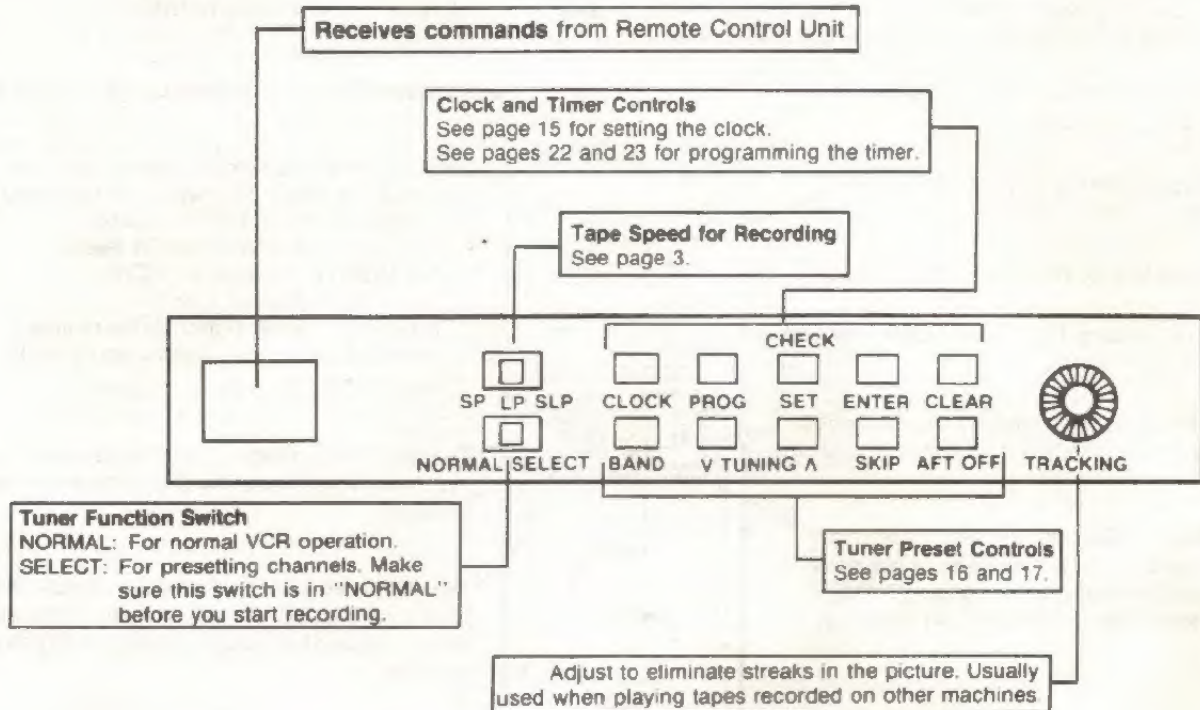 Receives commands from Remote Control Unit
Clock and Timer Controls
See page 15 for setting the clock.
See pages 22 and 23 for programming the timer.
Tape Speed for Recording
See page 3.
CHECK
SP LP SLP CLOCK PROG SET ENTER CLEAR
NORMAL SELECT BAND V TUNING Λ SKIP AFT OFF TRACKING
Tuner Function Switch
NORMAL: For normal VCR operation.
SELECT: For presetting channels. Make
sure this switch is in "NORMAL"
before you start recording.
Tuner Preset Controls
See pages 16 and 17.
Adjust to eliminate streaks in the picture. Usually
used when playing tapes recorded on other machines.